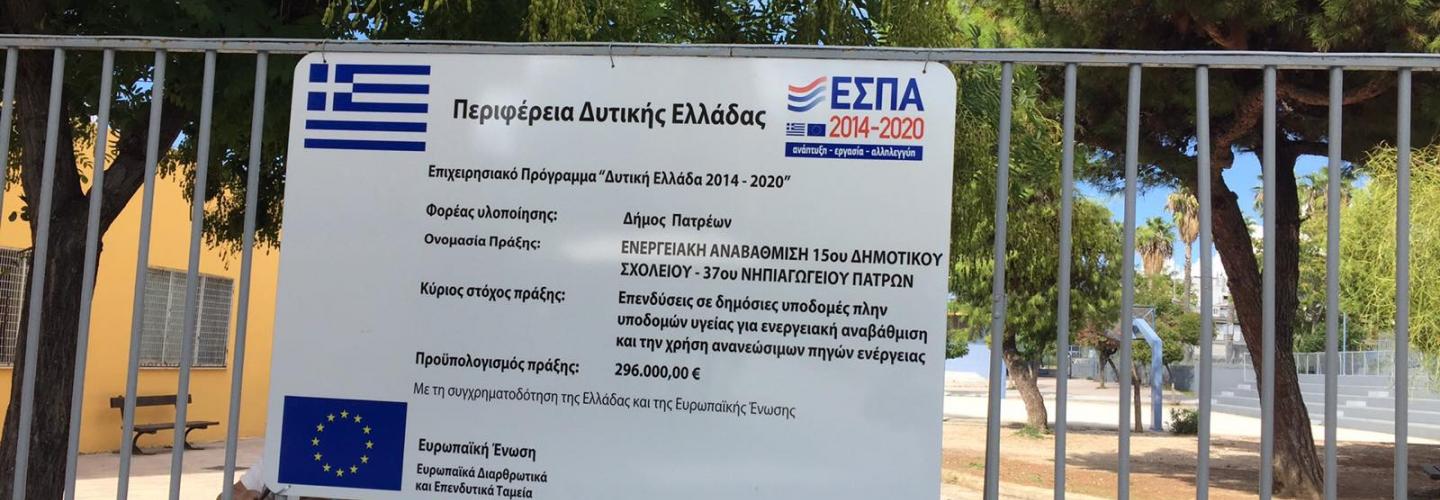 Περιφέρεια Δυτικής Ελλάδας
ΕΣΠΑ
2014-2020
ανάπτυξη - εργασία - αλληλεγγύη
Επιχειρησιακό Πρόγραμμα “Δυτική Ελλάδα 2014 - 2020”
Φορέας υλοποίησης: Δήμος Πατρέων
Ονομασία Πράξης: ΕΝΕΡΓΕΙΑΚΗ ΑΝΑΒΑΘΜΙΣΗ 15ου ΔΗΜΟΤΙΚΟΥ
ΣΧΟΛΕΙΟΥ - 37ου ΝΗΠΙΑΓΩΓΕΙΟΥ ΠΑΤΡΩΝ
Κύριος στόχος πράξης: Επενδύσεις σε δημόσιες υποδομές πλην
υποδομών υγείας για ενεργειακή αναβάθμιση
και την χρήση ανανεώσιμων πηγών ενέργειας
Προϋπολογισμός πράξης: 296.000,00 €
Με τη συγχρηματοδότηση της Ελλάδας και της Ευρωπαϊκής Ένωσης
Ευρωπαϊκή Ένωση
Ευρωπαϊκά Διαρθρωτικά
και Επενδυτικά Ταμεία